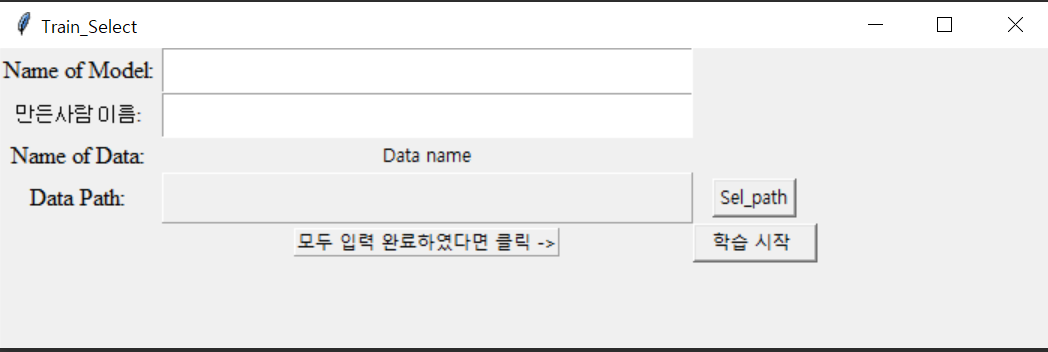 Train_Select
Name of Model:
만든사람 이름:
Name of Data: Data name
Data Path: Sel_path
모두 입력 완료하였다면 클릭 -> 학습 시작